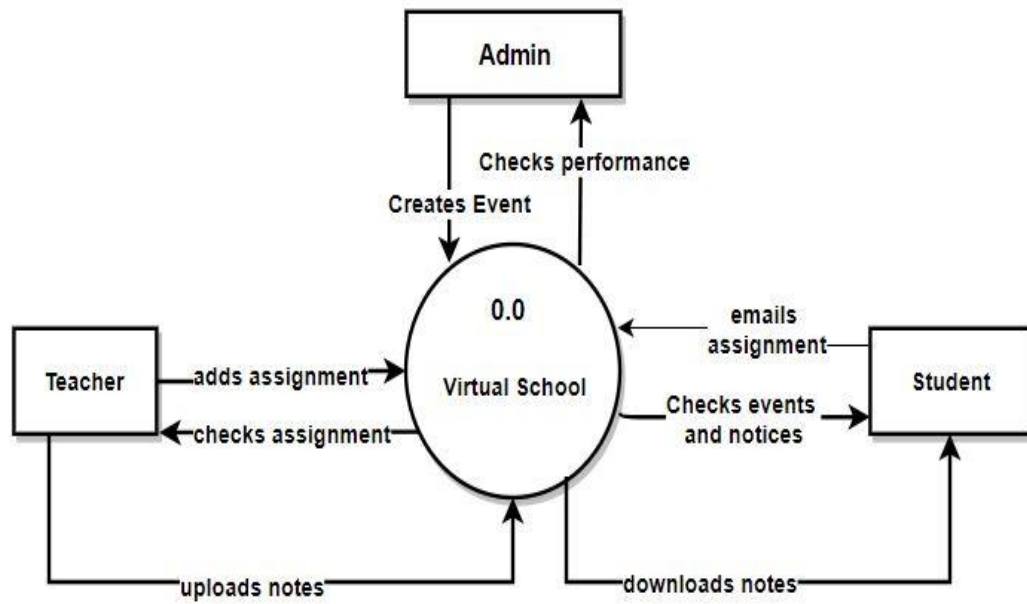 Admin
Checks performance
Creates Event
0.0
Virtual School
emails
assignment
Teacher
adds assignment
Student
checks assignment
Checks events
and notices
uploads notes
downloads notes